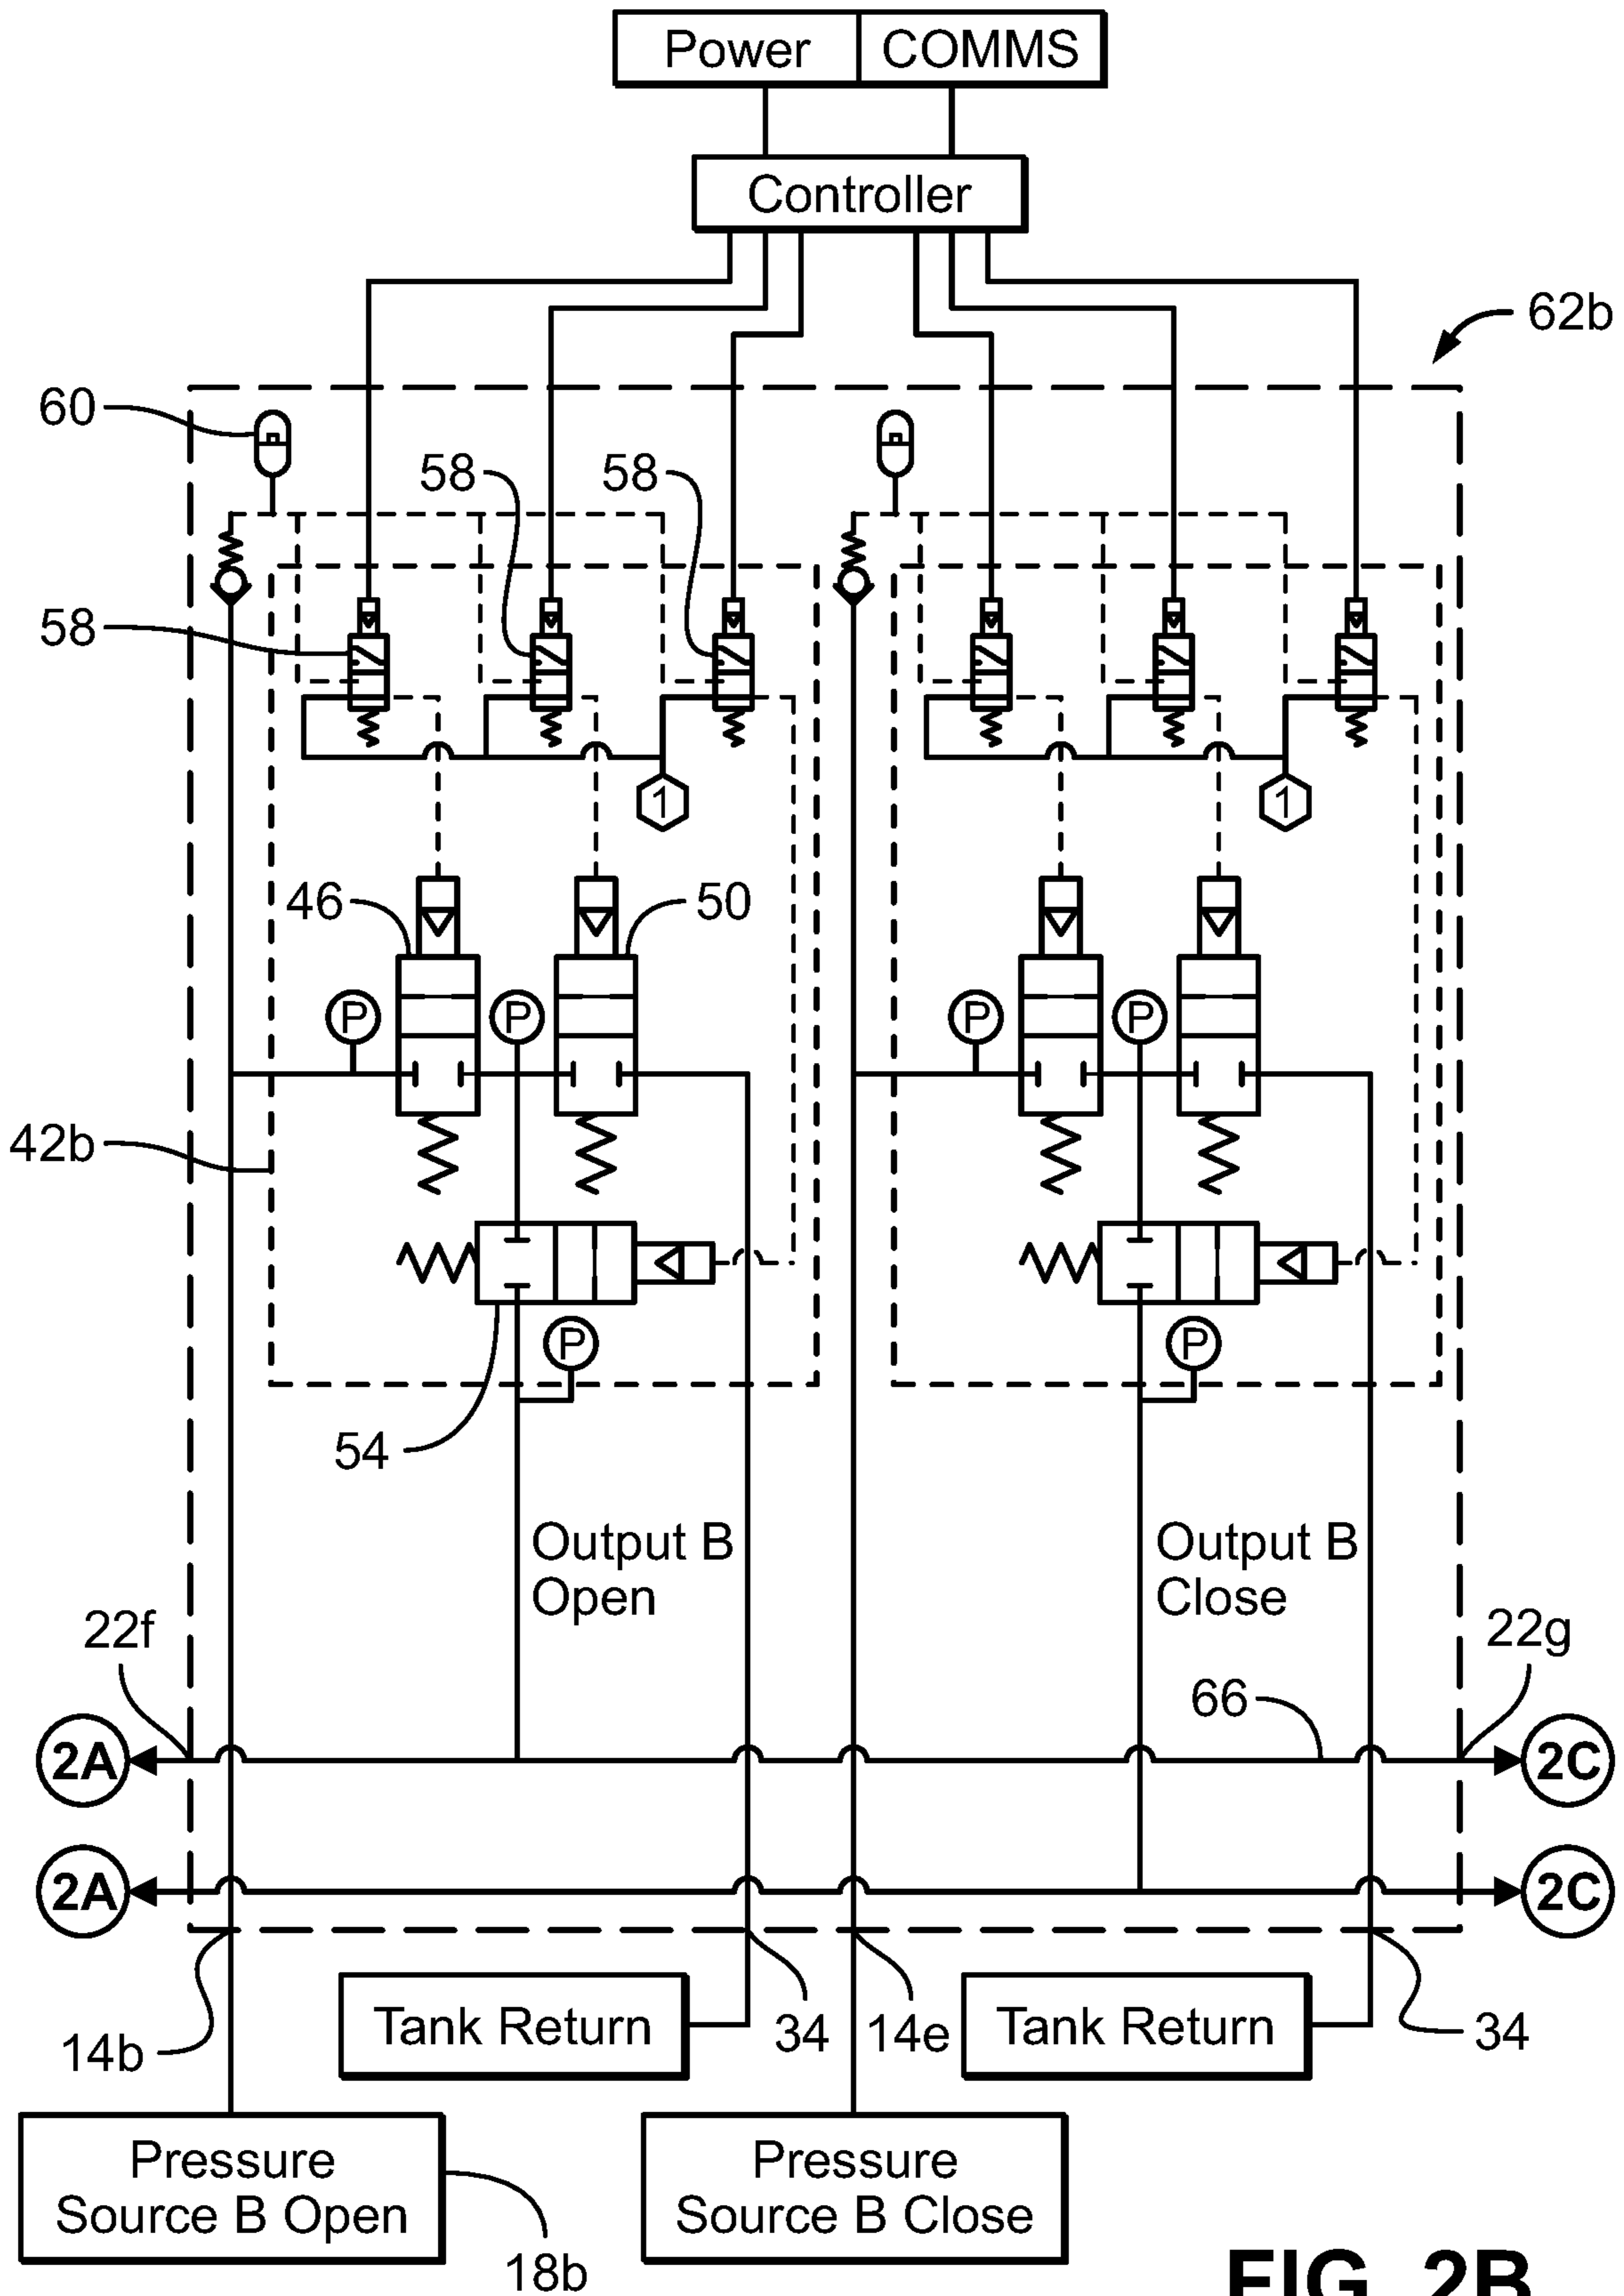 Power COMMS
Controller
62b
60
58 58
58
1 1
46 50
P P P P
42b
P P
54
Output B
Open
Output B
Close
22f 22g
66
2A 2C
2A 2C
Tank Return Tank Return
14b 34 14e 34
Pressure
Source B Open
Pressure
Source B Close
18b
FIG. 2B